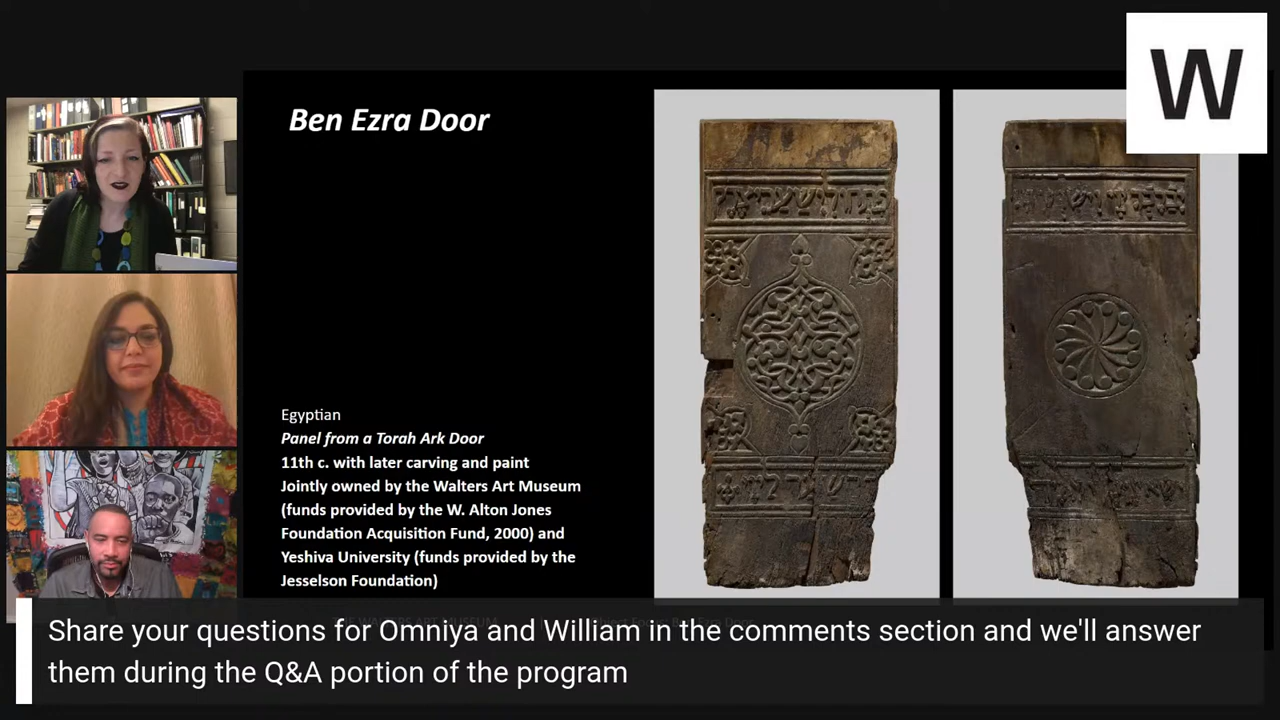 W
Ben Ezra Door
Egyptian
Panel from a Torah Ark Door
11th c. with later carving and paint
Jointly owned by the Walters Art Museum
(funds provided by the W. Alton Jones
Foundation Acquisition Fund, 2000) and
Yeshiva University (funds provided by the
Jesselson Foundation)
Share your questions for Omniya and William in the comments section and we'll answer
them during the Q&A portion of the program